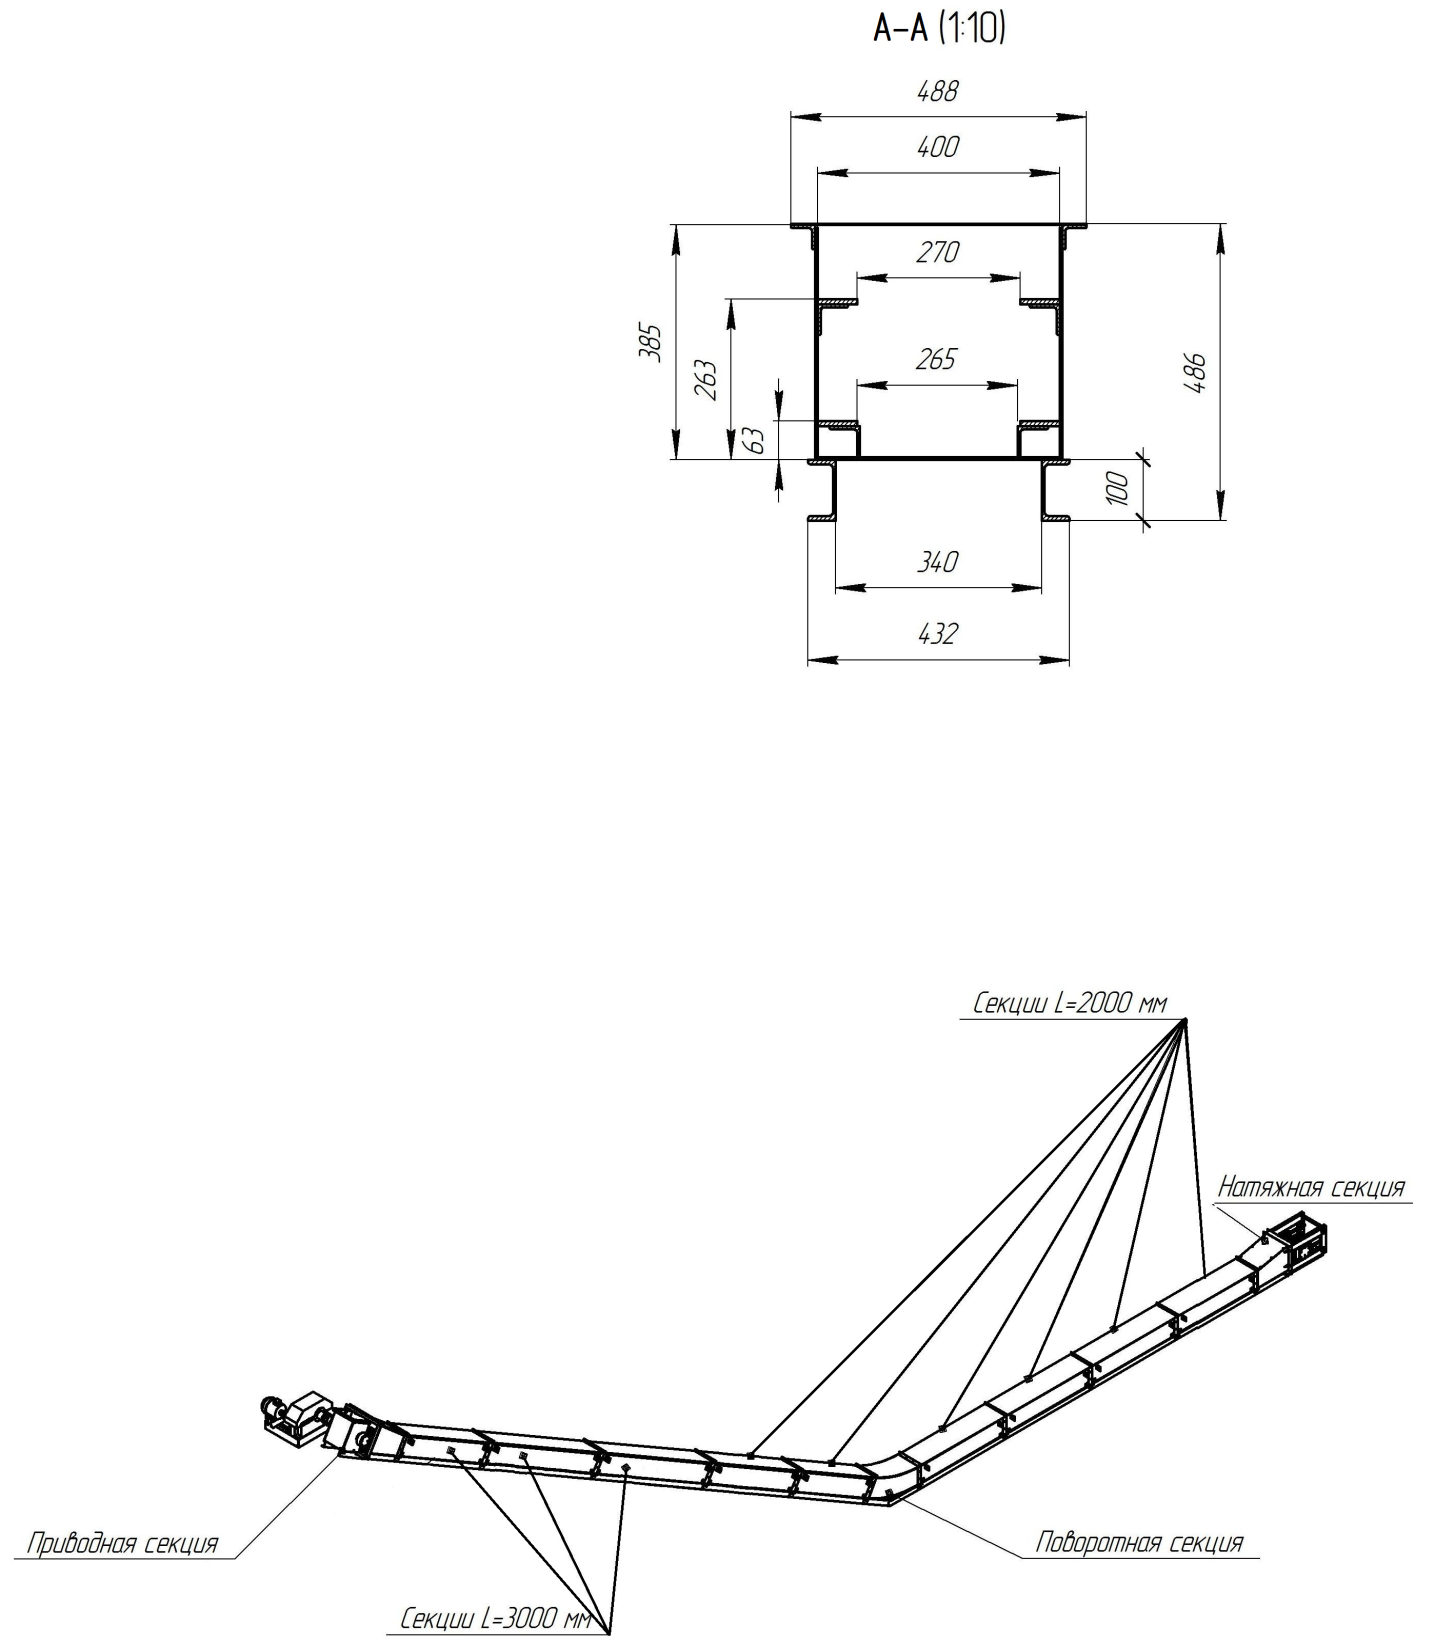 А–А (1:10)
488
400
270
385
263
265
486
63
100
340
432
Секции L=2000 мм
Натяжная секция
Приводная секция
Поворотная секция
Секции L=3000 мм